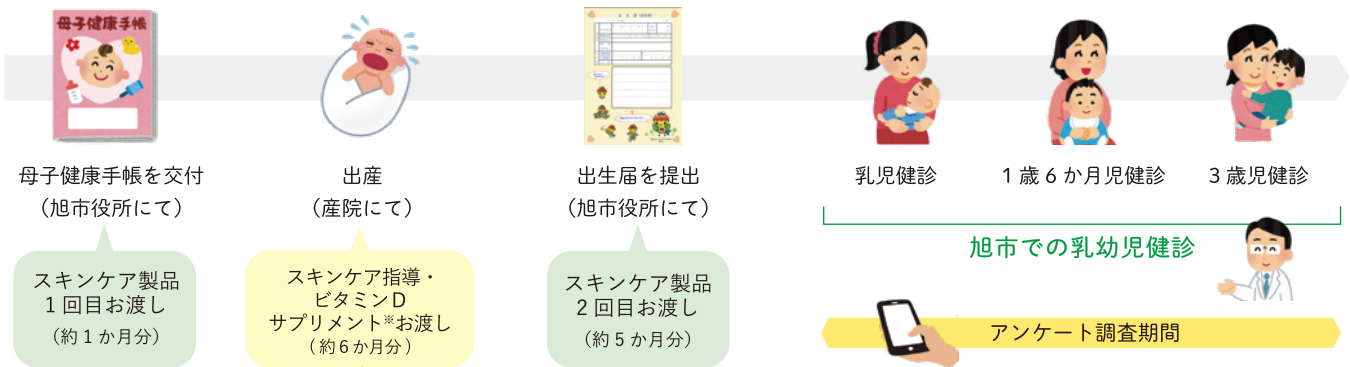 母子健康手帳
母子健康手帳を交付
（旭市役所にて）
スキンケア製品
1回目お渡し
（約1か月分）
出産
（産院にて）
スキンケア指導・
ビタミンD
サプリメント※お渡し
（約6か月分）
出生届を提出
（旭市役所にて）
スキンケア製品
2回目お渡し
（約5か月分）
乳児健診
1歳6か月児健診
3歳児健診
旭市での乳幼児健診
アンケート調査期間